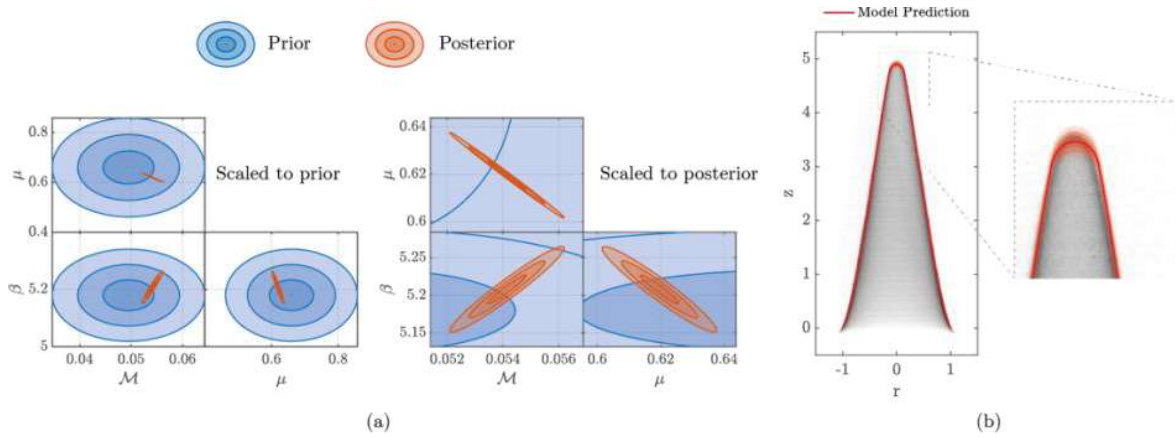 Prior
Posterior
Model Prediction
0.8
0.6
0.4
μ
Scaled to prior
5.2
5
β
0.04
0.05
0.06
ℳ
0.6
0.8
μ
0.64
0.62
0.6
μ
Scaled to posterior
5.25
5.2
5.15
β
0.052
0.054
0.056
ℳ
0.6
0.62
0.64
μ
(a)
5
4
3
2
1
0
z
-1
0
1
r
(b)